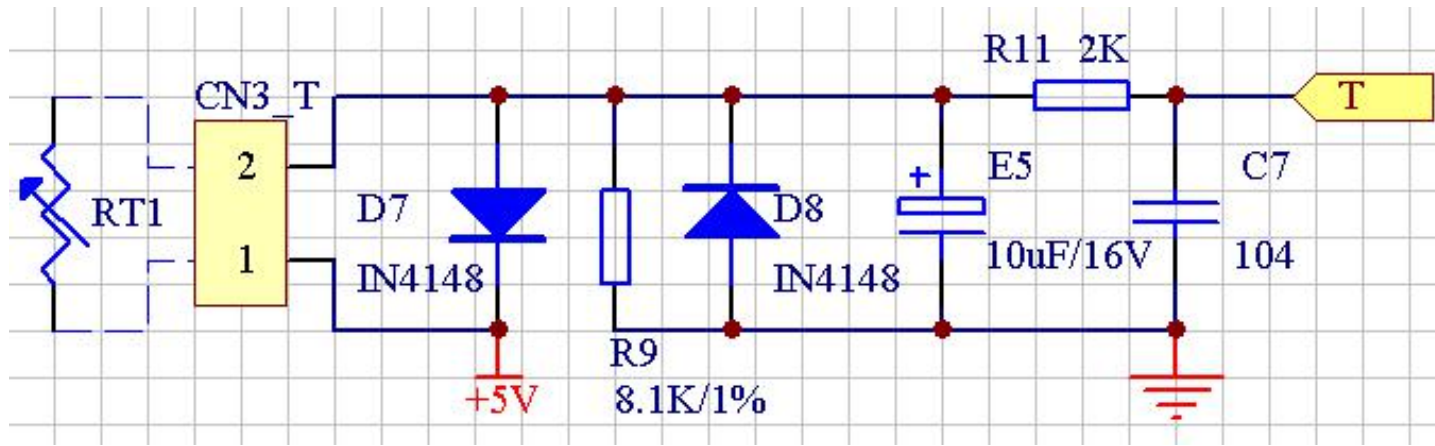 R11 2K
CN3_T
T
2
RT1
1
D7
IN4148
D8
IN4148
E5
+
10uF/16V
C7
104
R9
8.1K/1%
+5V